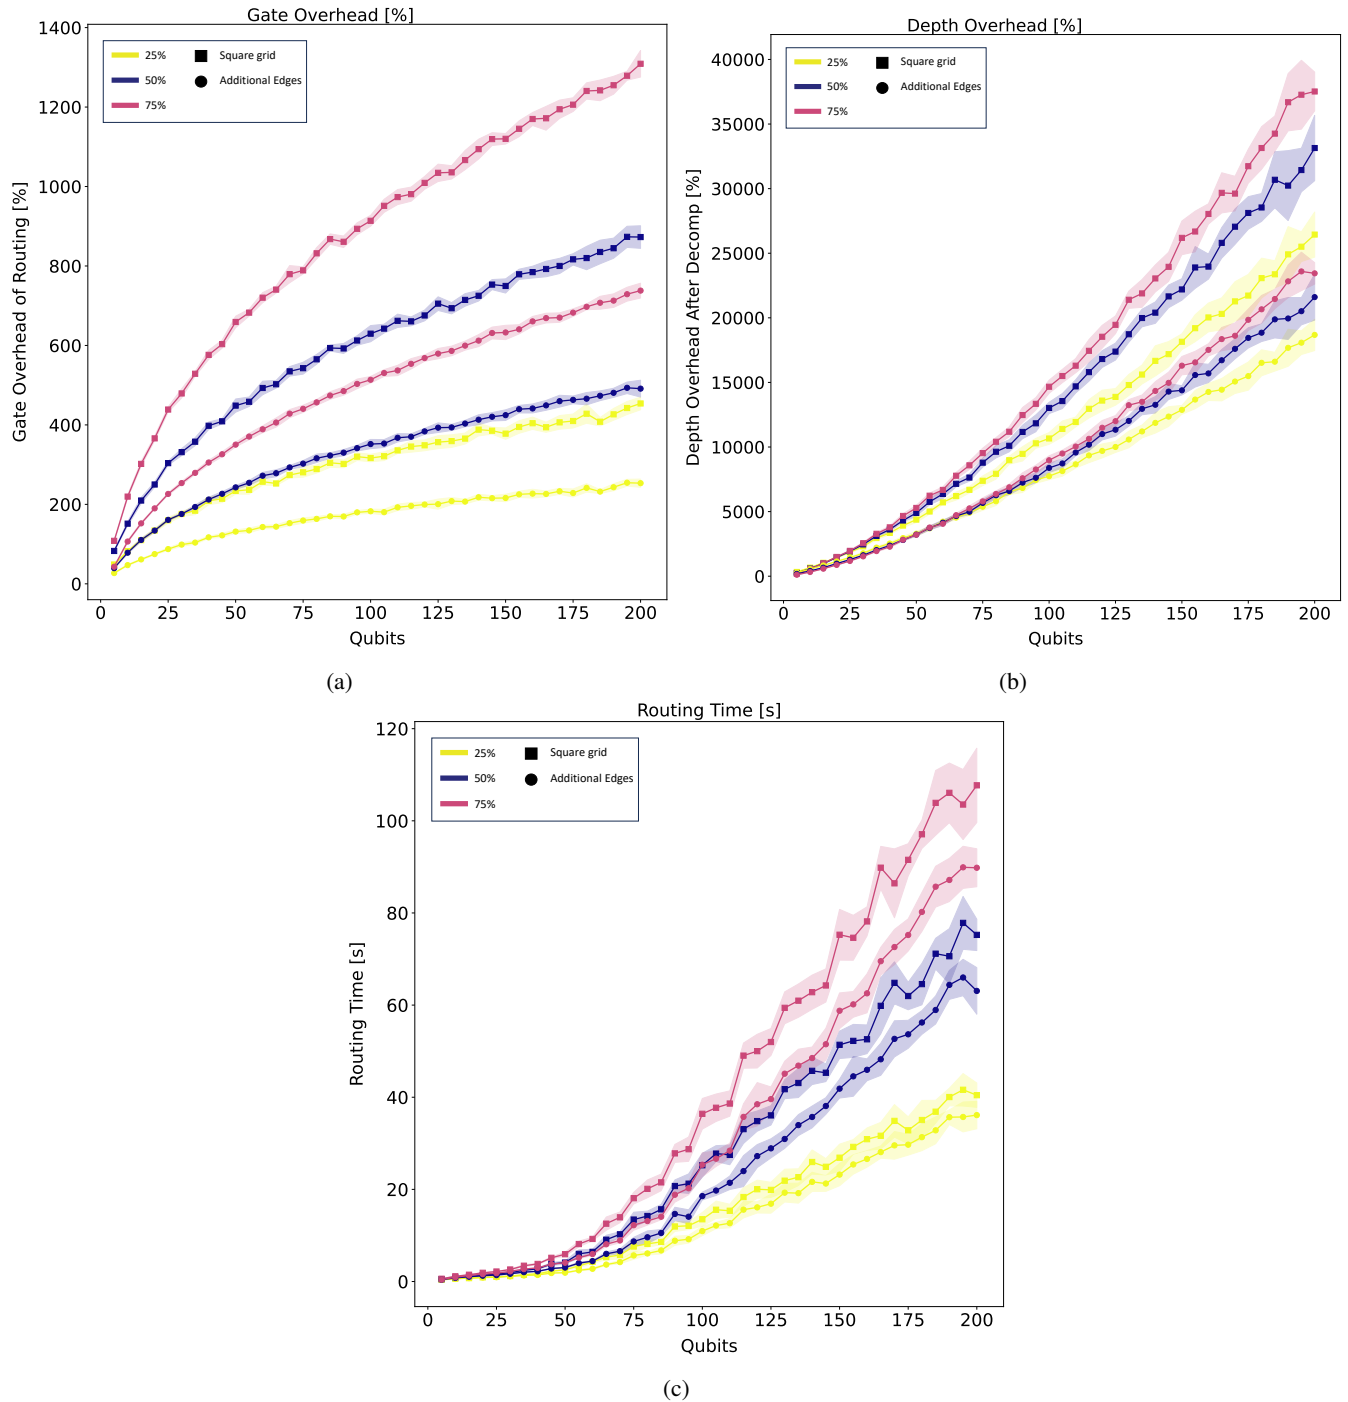 Gate Overhead [%]
1400
1200
1000
800
600
400
200
0
Gate Overhead of Routing [%]
25%
50%
75%
Square grid
Additional Edges
0 25 50 75 100 125 150 175 200
Qubits
(a)
Depth Overhead [%]
40000
35000
30000
25000
20000
15000
10000
5000
0
Depth Overhead After Decomp [%]
25%
50%
75%
Square grid
Additional Edges
0 25 50 75 100 125 150 175 200
Qubits
(b)
Routing Time [s]
120
100
80
60
40
20
0
Routing Time [s]
25%
50%
75%
Square grid
Additional Edges
0 25 50 75 100 125 150 175 200
Qubits
(c)